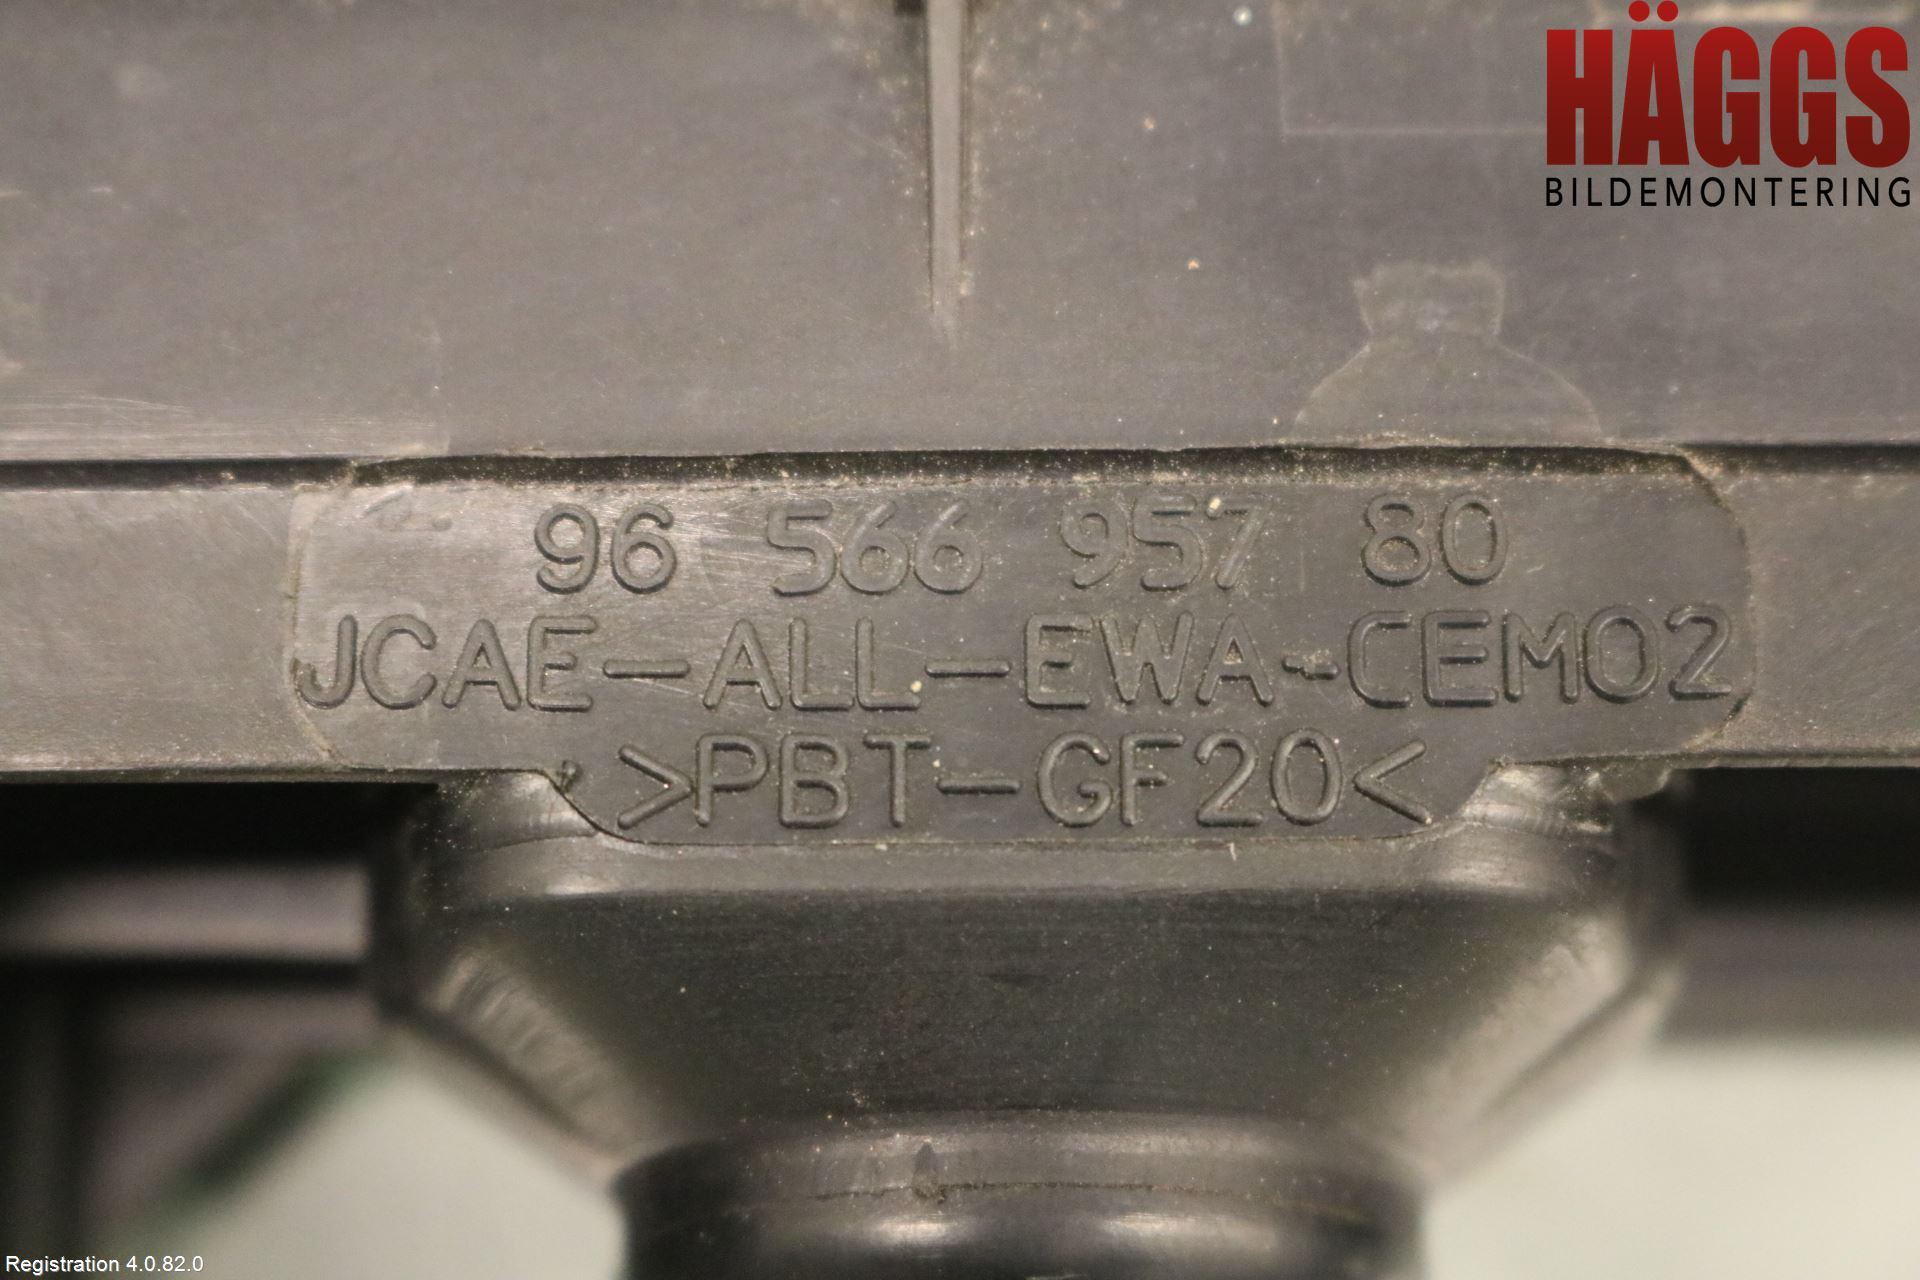 HÄGGS
BILDEMONTERING
96 566 957 80
JCAE-ALL-EWA-CEM02
>PBT-GF20<
Registration 4.0.82.0